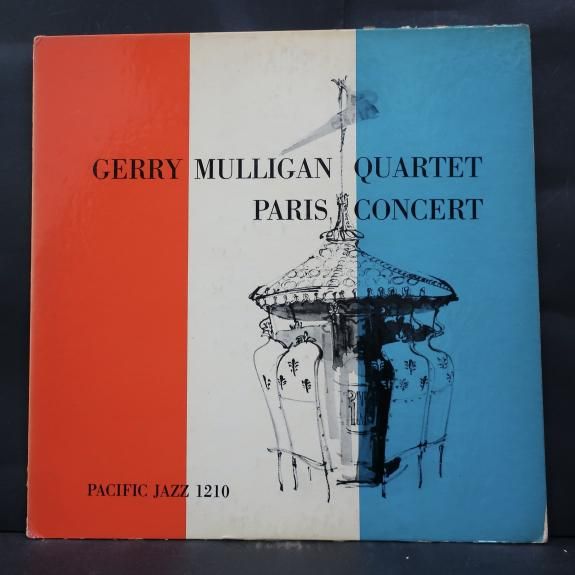 GERRY MULLIGAN QUARTET
PARIS CONCERT
PACIFIC JAZZ 1210